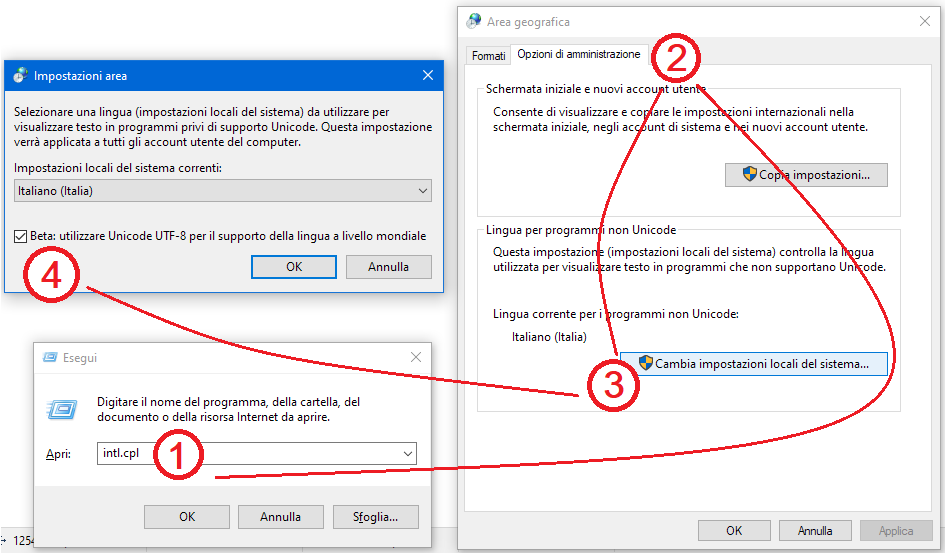 Impostazioni area
Selezionare una lingua (impostazioni locali del sistema) da utilizzare per
visualizzare testo in programmi privi di supporto Unicode. Questa impostazione
verrà applicata a tutti gli account utente del computer.
Impostazioni locali del sistema correnti:
Italiano (Italia)
Beta: utilizzare Unicode UTF-8 per il supporto della lingua a livello mondiale
OK
Annulla
4
Esegui
Digitare il nome del programma, della cartella, del
documento o della risorsa Internet da aprire.
Apri:
intl.cpl
1
OK
Annulla
Sfoglia...
1254
Area geografica
Formati
Opzioni di amministrazione
2
Schermata iniziale e nuovi account utente
Consente di visualizzare e copiare le impostazioni internazionali nella
schermata iniziale, negli account di sistema e nei nuovi account utente.
Copia impostazioni...
Lingua per programmi non Unicode
Questa impostazione (impostazioni locali del sistema) controlla la lingua
utilizzata per visualizzare testo in programmi che non supportano Unicode.
Lingua corrente per i programmi non Unicode:
Italiano (Italia)
3
Cambia impostazioni locali del sistema...
OK
Annulla
Applica